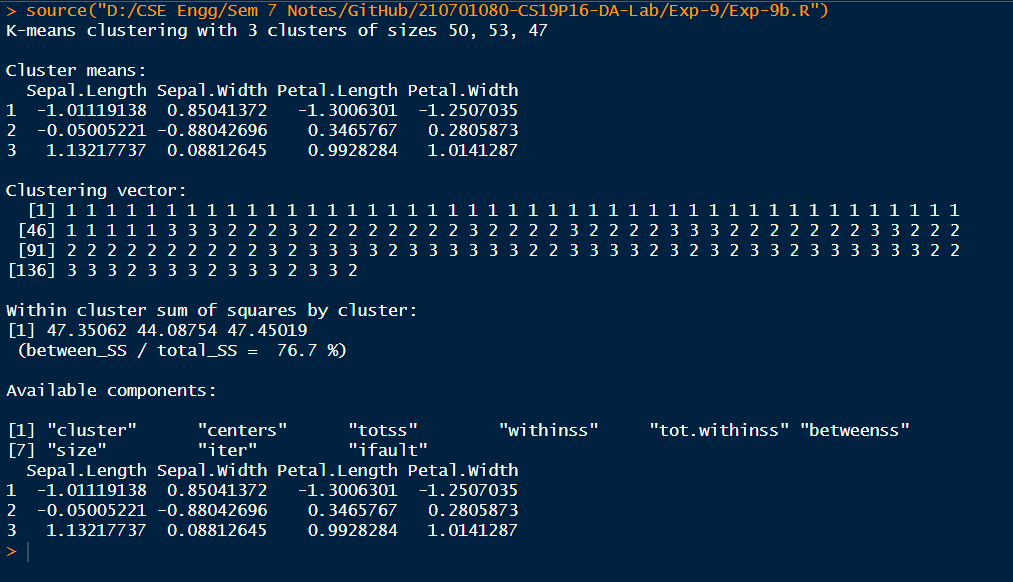 > source("D:/CSE Engg/Sem 7 Notes/GitHub/210701080-CS19P16-DA-Lab/Exp-9/Exp-9b.R")
K-means clustering with 3 clusters of sizes 50, 53, 47

Cluster means:
  Sepal.Length Sepal.Width Petal.Length Petal.Width
1  -1.01119138  0.85041372   -1.3006301  -1.2507035
2  -0.05005221 -0.88042696    0.3465767   0.2805873
3   1.13217737  0.08812645    0.9928284   1.0141287

Clustering vector:
  [1] 1 1 1 1 1 1 1 1 1 1 1 1 1 1 1 1 1 1 1 1 1 1 1 1 1 1 1 1 1 1 1 1 1 1 1 1 1 1 1 1 1 1 1 1 1
 [46] 1 1 1 1 1 3 3 3 2 2 2 3 2 2 2 2 2 2 2 2 3 2 2 2 2 3 2 2 2 2 3 3 3 2 2 2 2 2 2 2 3 3 2 2 2
 [91] 2 2 2 2 2 2 2 2 2 2 3 2 3 3 3 3 2 3 3 3 3 3 3 2 2 3 3 3 3 2 3 2 3 2 3 3 2 3 3 3 3 3 3 2 2
[136] 3 3 3 2 3 3 3 2 3 3 3 2 3 3 2

Within cluster sum of squares by cluster:
[1] 47.35062 44.08754 47.45019
 (between_SS / total_SS =  76.7 %)

Available components:

[1] "cluster"      "centers"      "totss"        "withinss"     "tot.withinss" "betweenss"
[7] "size"         "iter"         "ifault"
  Sepal.Length Sepal.Width Petal.Length Petal.Width
1  -1.01119138  0.85041372   -1.3006301  -1.2507035
2  -0.05005221 -0.88042696    0.3465767   0.2805873
3   1.13217737  0.08812645    0.9928284   1.0141287
>